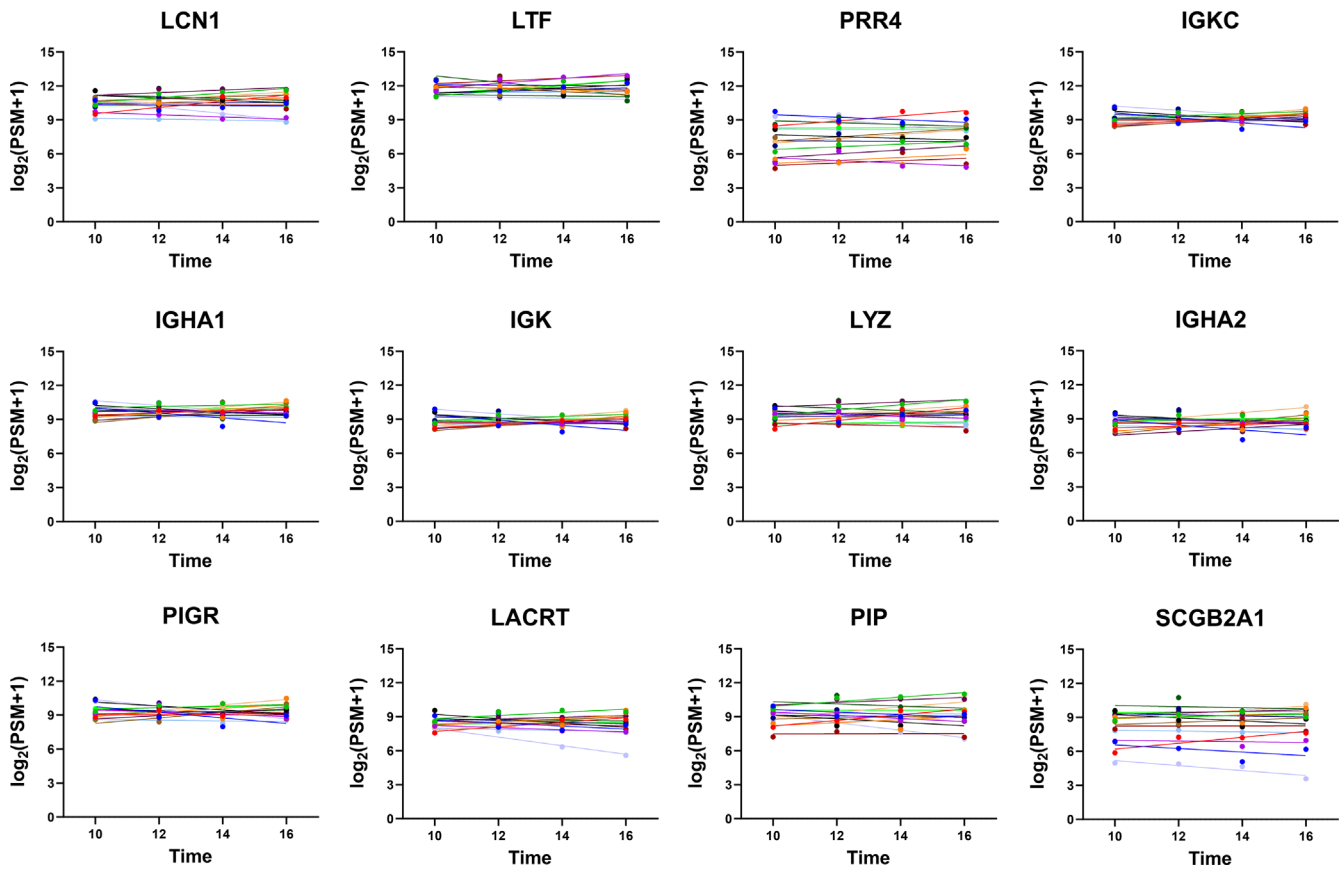 LCN1 LTF PRR4 IGKC
log2(PSM+1) log2(PSM+1) log2(PSM+1) log2(PSM+1)
15 15 15 15
12 12 12 12
9 9 9 9
6 6 6 6
3 3 3 3
0 0 0 0
10 12 14 16 10 12 14 16 10 12 14 16 10 12 14 16
Time Time Time Time
IGHA1 IGK LYZ IGHA2
log2(PSM+1) log2(PSM+1) log2(PSM+1) log2(PSM+1)
15 15 15 15
12 12 12 12
9 9 9 9
6 6 6 6
3 3 3 3
0 0 0 0
10 12 14 16 10 12 14 16 10 12 14 16 10 12 14 16
Time Time Time Time
PIGR LACRT PIP SCGB2A1
log2(PSM+1) log2(PSM+1) log2(PSM+1) log2(PSM+1)
15 15 15 15
12 12 12 12
9 9 9 9
6 6 6 6
3 3 3 3
0 0 0 0
10 12 14 16 10 12 14 16 10 12 14 16 10 12 14 16
Time Time Time Time